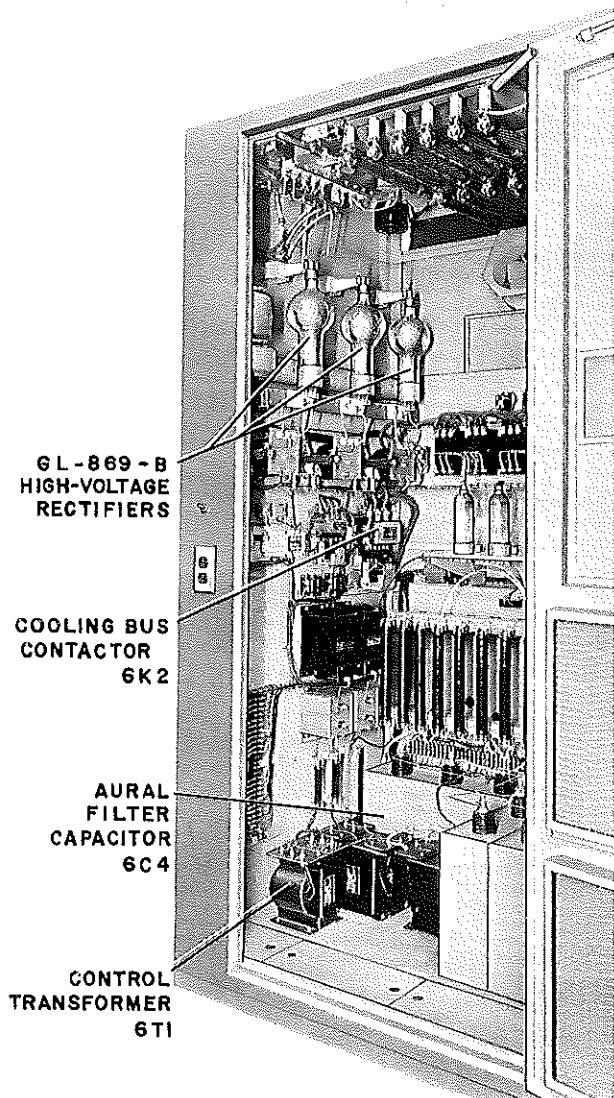 GL-869-B
HIGH-VOLTAGE
RECTIFIERS
COOLING BUS
CONTACTOR
6K2
AURAL
FILTER
CAPACITOR
6C4
CONTROL
TRANSFORMER
6T1